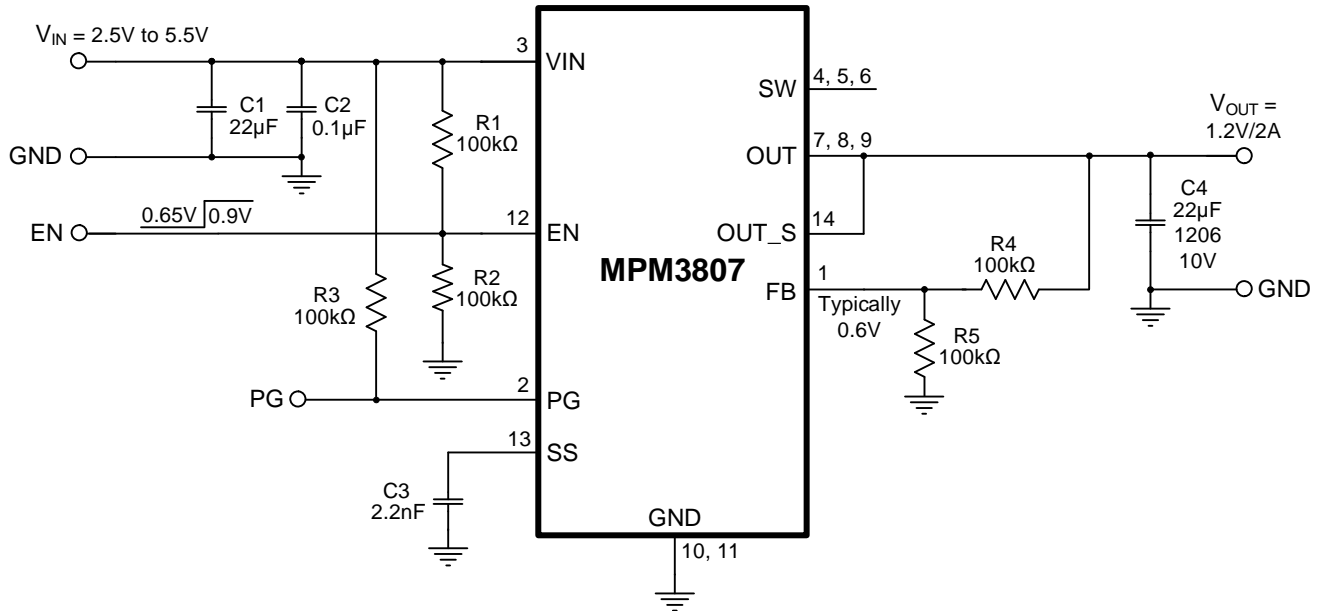 V_IN = 2.5V to 5.5V
3
VIN
C1
22µF
C2
0.1µF
R1
100kΩ
GND
SW
4, 5, 6
V_OUT =
1.2V/2A
OUT
7, 8, 9
EN
0.65V
0.9V
12
EN
OUT_S
14
C4
22µF
1206
10V
MPM3807
R2
100kΩ
R3
100kΩ
FB
1
Typically
0.6V
R4
100kΩ
GND
R5
100kΩ
PG
2
PG
13
SS
C3
2.2nF
GND
10, 11